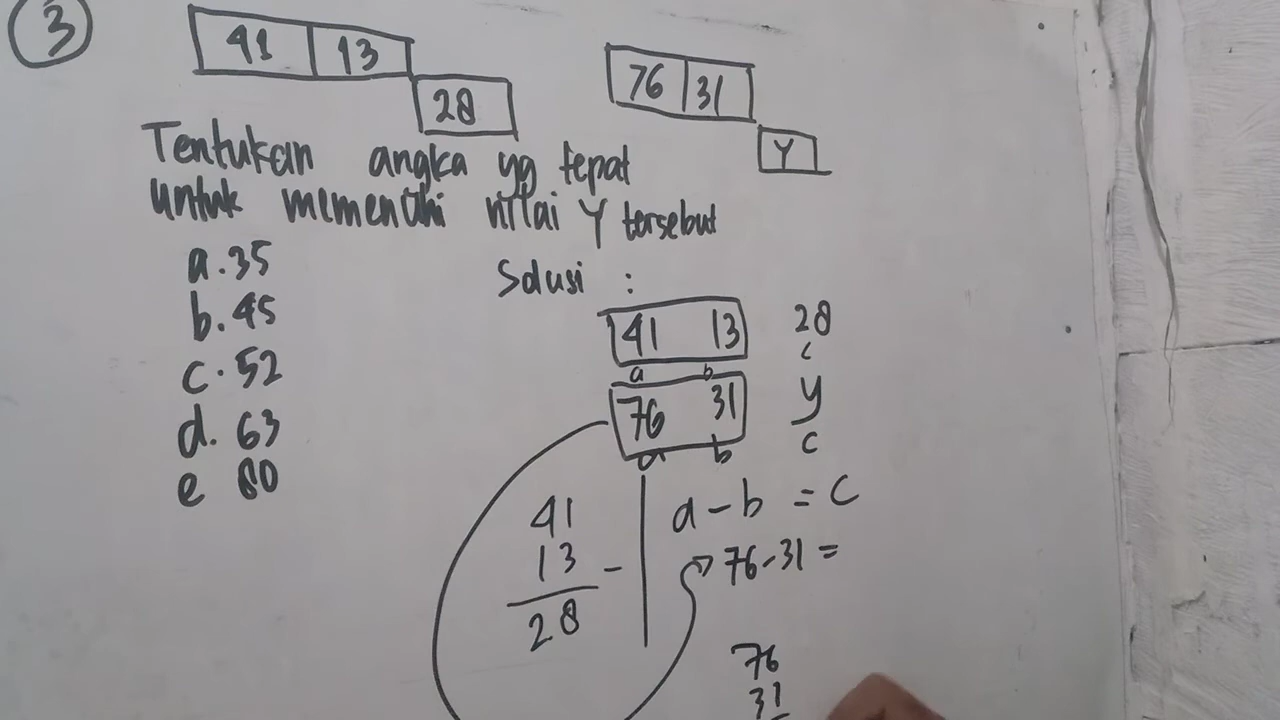 3
41 13
28
76 31
Y
Tentukan angka yg tepat
untuk memenuhi nilai Y tersebut
a. 35
b. 45
c. 52
d. 63
e 80
Solusi :
41 13 28
a b c
76 31 y
a b c
41
13 -
28
a - b = c
76 - 31 =
76
31